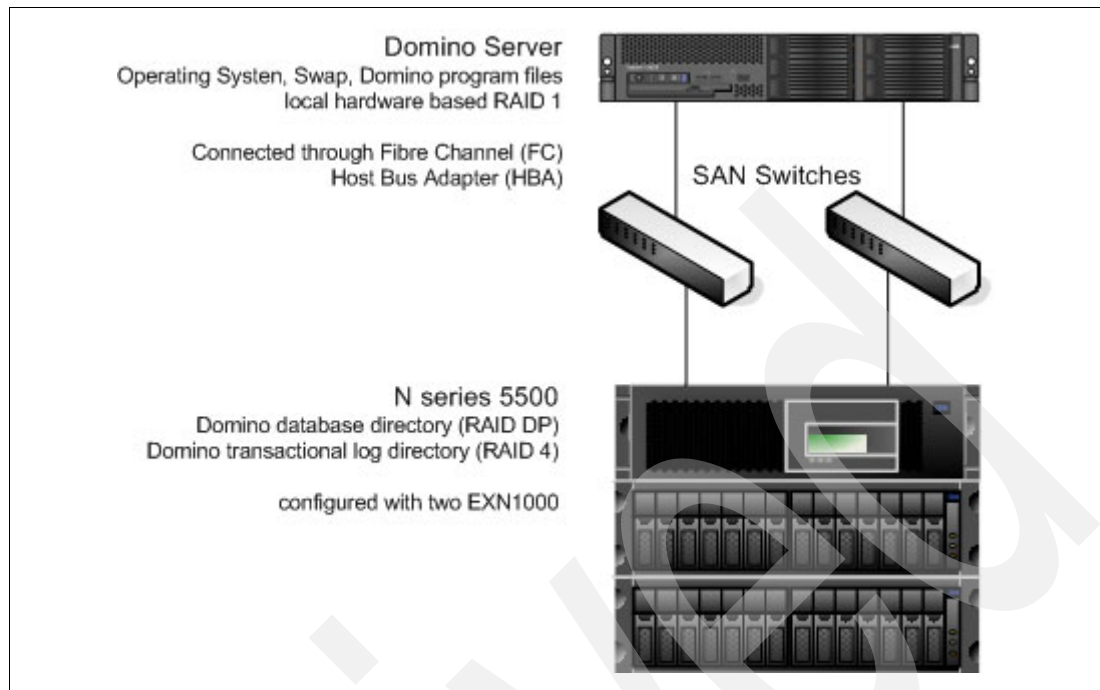 Domino Server
Operating Systen, Swap, Domino program files
local hardware based RAID 1
Connected through Fibre Channel (FC)
Host Bus Adapter (HBA)
SAN Switches
N series 5500
Domino database directory (RAID DP)
Domino transactional log directory (RAID 4)
configured with two EXN1000